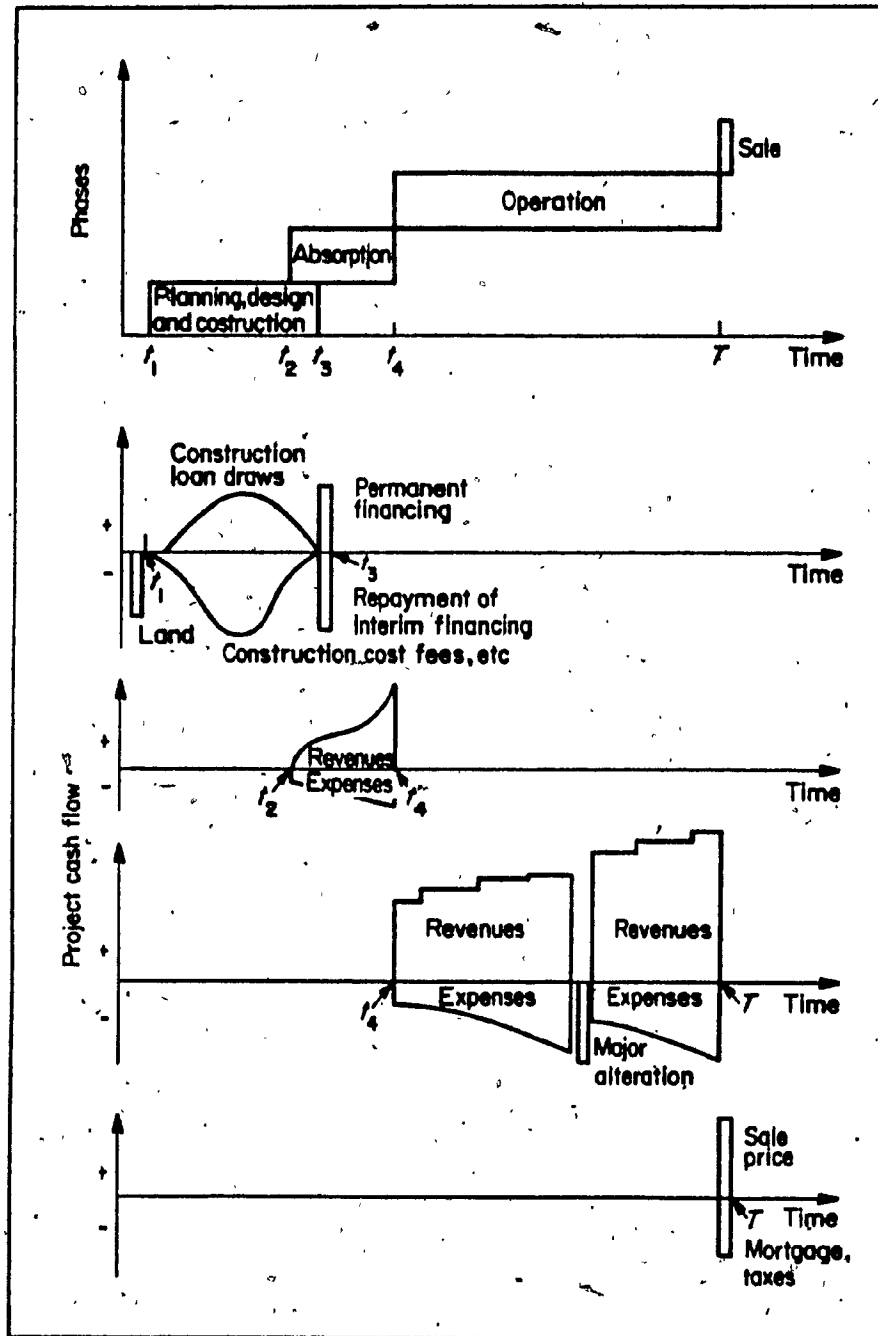 Phases
Sale
Operation
Absorption
Planning, design
and costruction
t1
t2
t3
t4
T
Time
Construction
loan draws
Permanent
financing
+
-
t1
t3
Time
Land
Repayment of
Interim financing
Construction cost fees, etc
Project cash flow
+
-
Revenues
Expenses
t2
t4
Time
+
-
Revenues
Revenues
Expenses
Expenses
t4
T
Time
Major
alteration
+
-
Sale
price
T
Time
Mortgage,
taxes